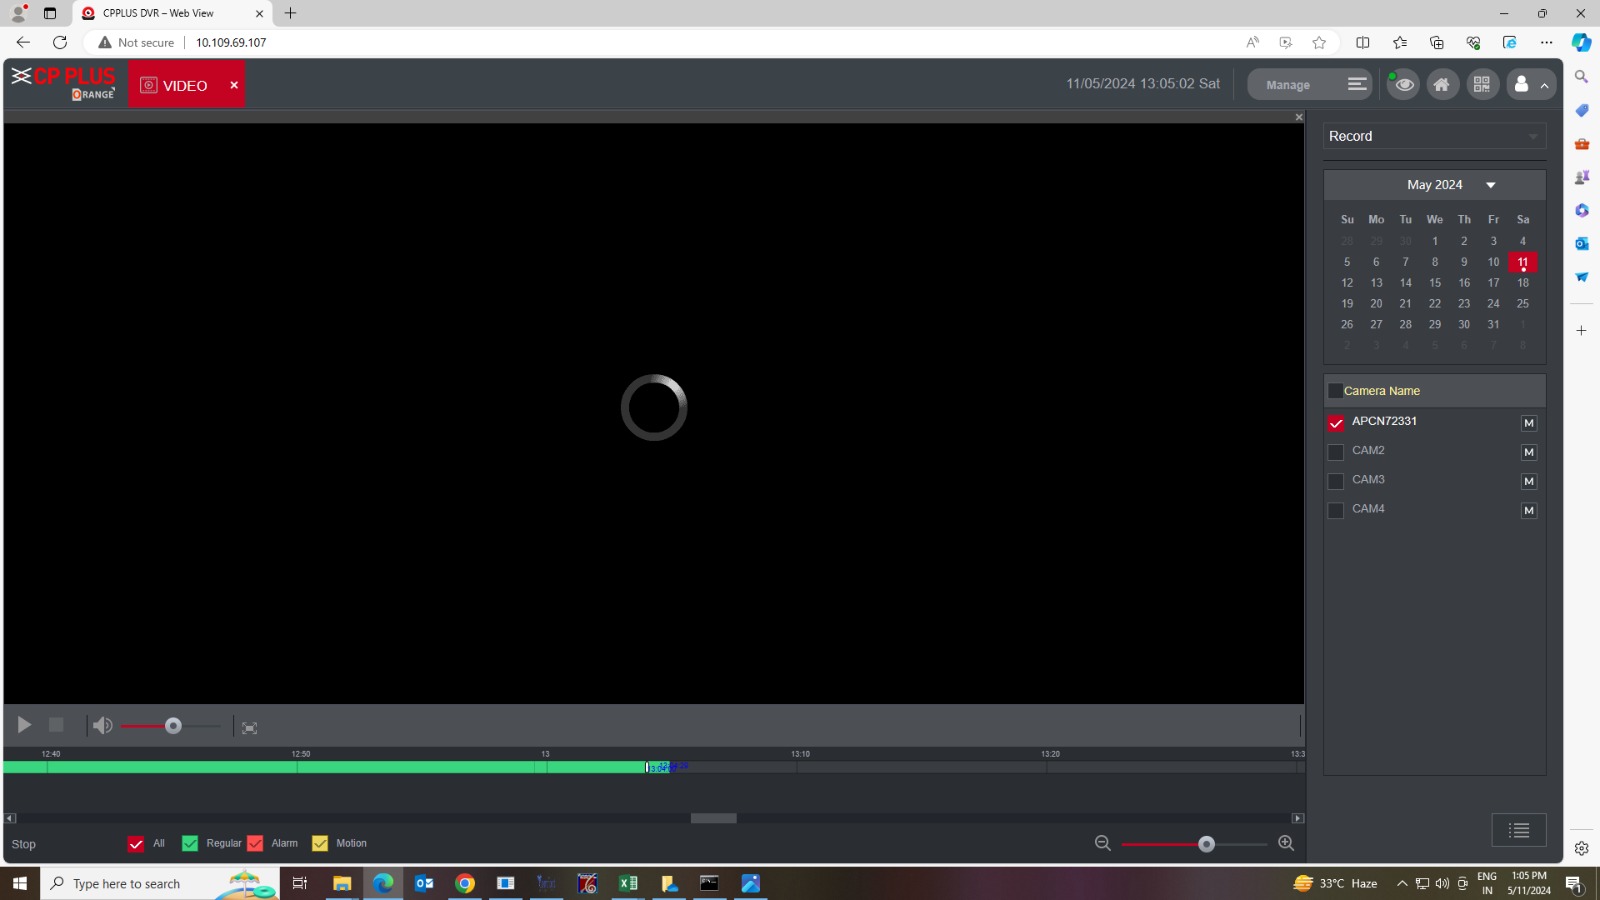 CPPLUS DVR – Web View
Not secure
10.109.69.107
CP PLUS
ORANGE
VIDEO
11/05/2024 13:05:02 Sat
Manage
Record
May 2024
Su Mo Tu We Th Fr Sa
28 29 30 1 2 3 4
5 6 7 8 9 10 11
12 13 14 15 16 17 18
19 20 21 22 23 24 25
26 27 28 29 30 31 1
2 3 4 5 6 7 8
Camera Name
APCN72331 M
CAM2 M
CAM3 M
CAM4 M
12:40 12:50 13 13:10 13:20 13:3
Stop All Regular Alarm Motion
Type here to search
33°C Haze
ENG
IN
1:05 PM
5/11/2024
1